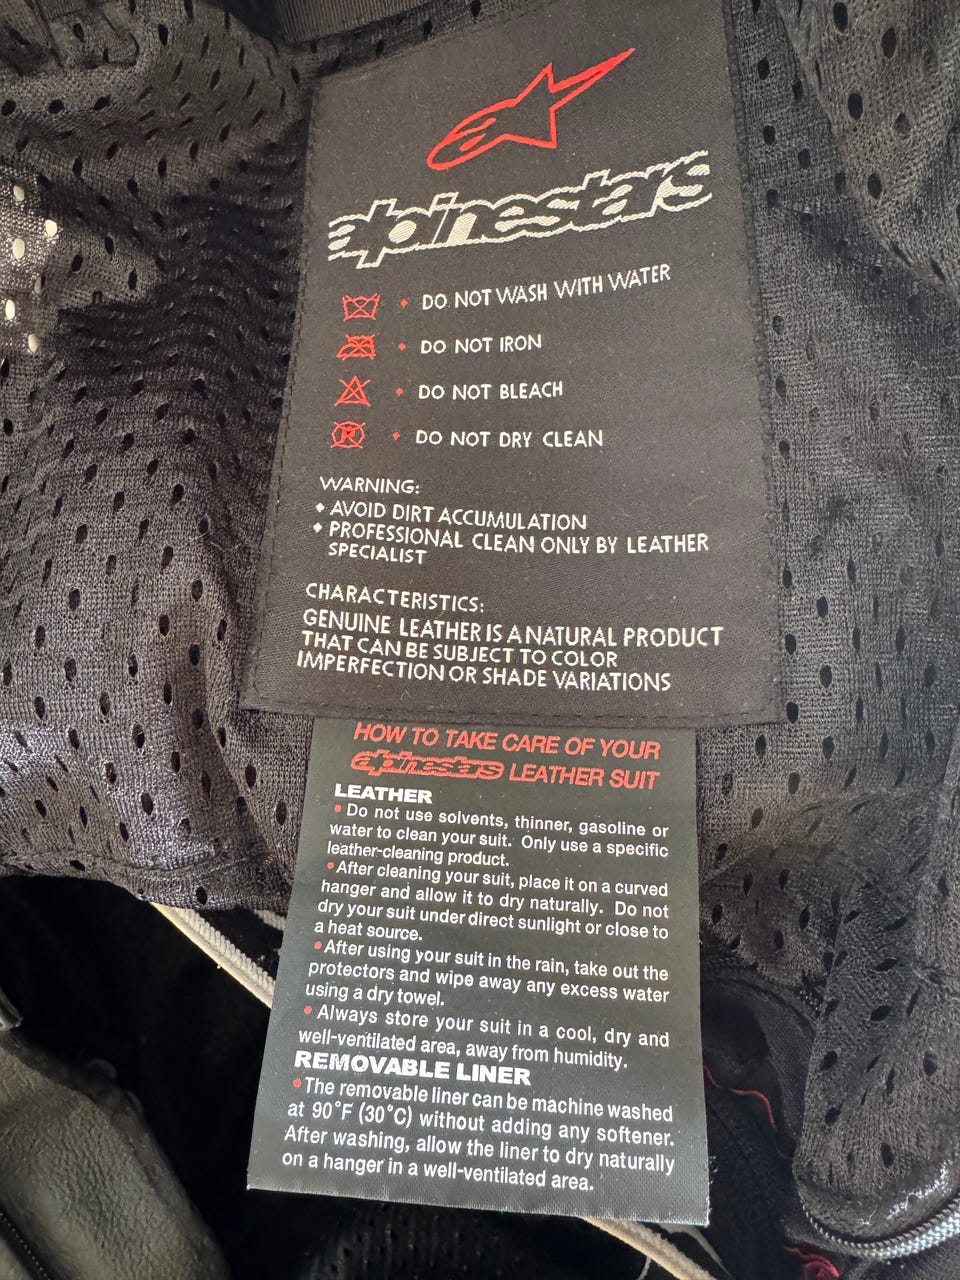 alpinestars
• DO NOT WASH WITH WATER
• DO NOT IRON
• DO NOT BLEACH
• DO NOT DRY CLEAN
WARNING:
• AVOID DIRT ACCUMULATION
• PROFESSIONAL CLEAN ONLY BY LEATHER
SPECIALIST
CHARACTERISTICS:
GENUINE LEATHER IS A NATURAL PRODUCT
THAT CAN BE SUBJECT TO COLOR
IMPERFECTION OR SHADE VARIATIONS
HOW TO TAKE CARE OF YOUR
alpinestars LEATHER SUIT
LEATHER
• Do not use solvents, thinner, gasoline or
water to clean your suit. Only use a specific
leather-cleaning product.
• After cleaning your suit, place it on a curved
hanger and allow it to dry naturally. Do not
dry your suit under direct sunlight or close to
a heat source.
• After using your suit in the rain, take out the
protectors and wipe away any excess water
using a dry towel.
• Always store your suit in a cool, dry and
well-ventilated area, away from humidity.
REMOVABLE LINER
• The removable liner can be machine washed
at 90°F (30°C) without adding any softener.
After washing, allow the liner to dry naturally
on a hanger in a well-ventilated area.